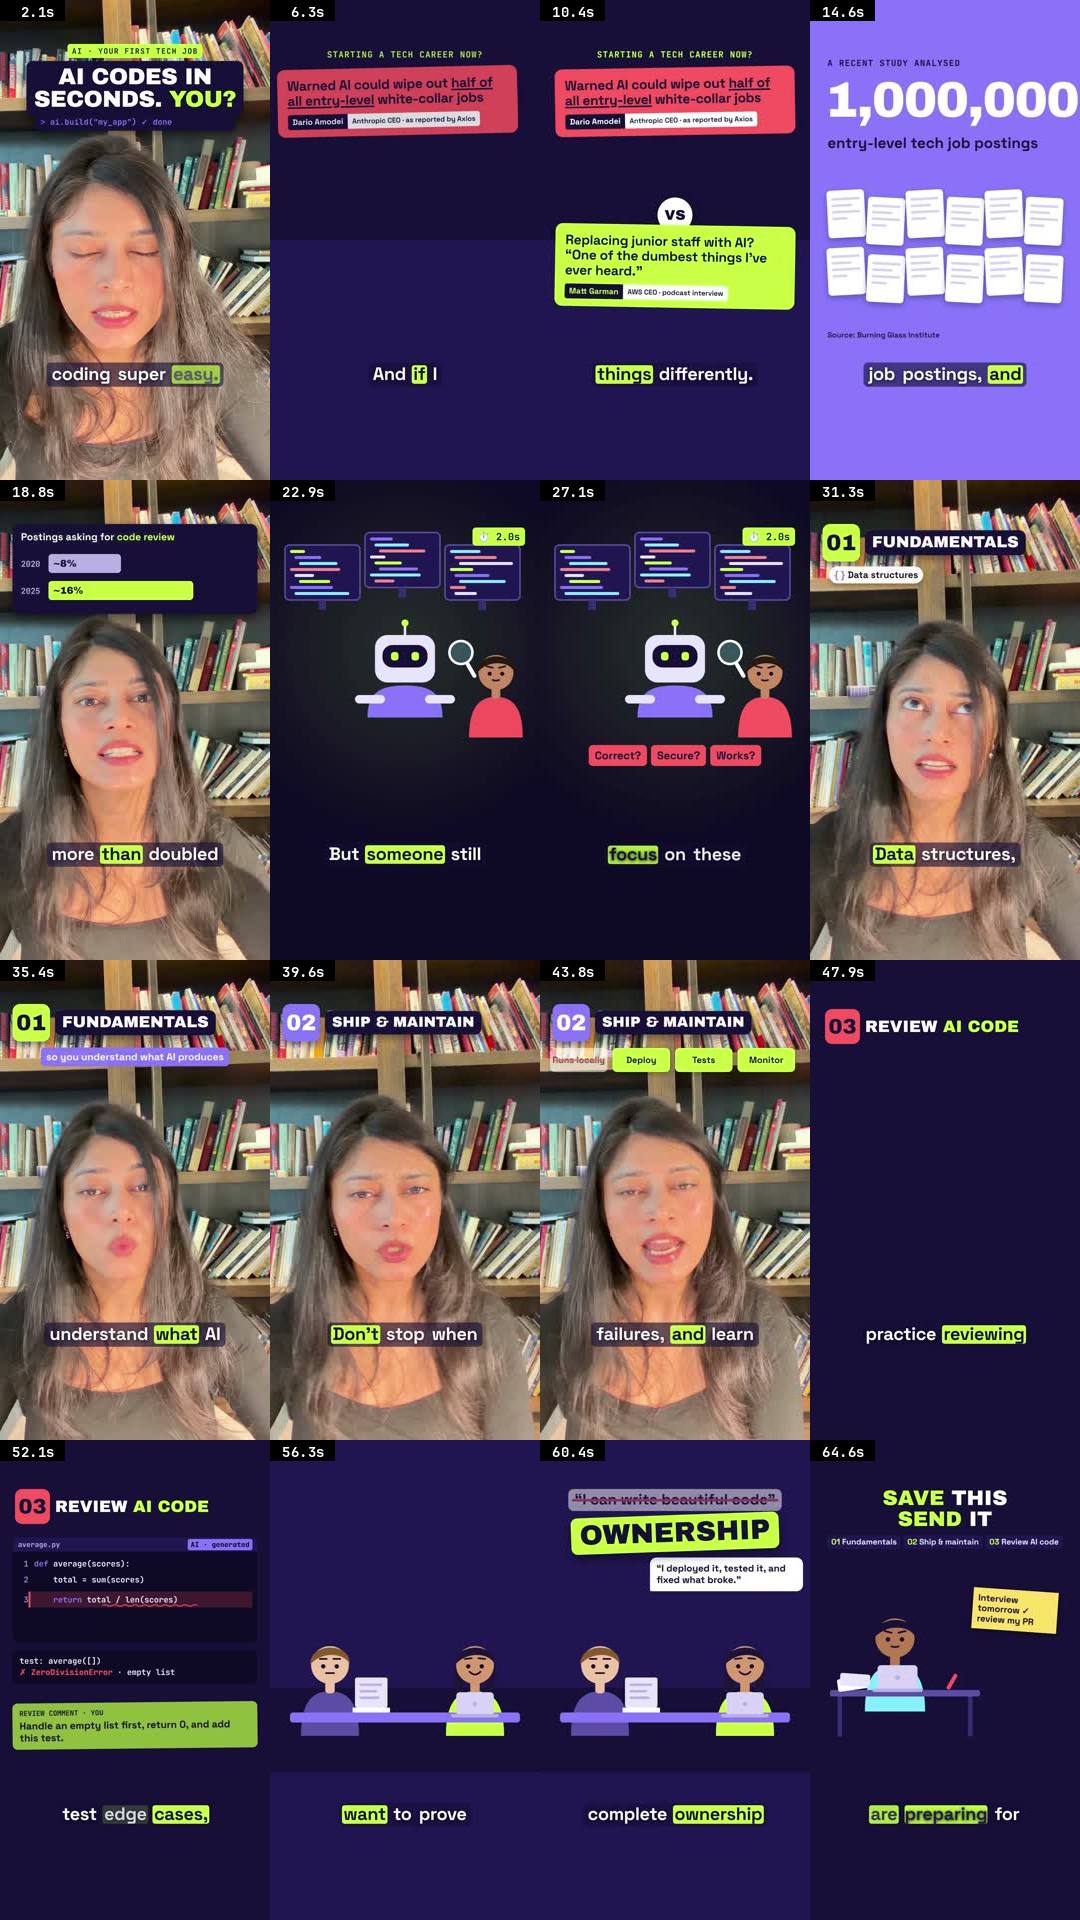 2.1s
AI · YOUR FIRST TECH JOB
AI CODES IN
SECONDS. YOU?
> ai.build("my_app") ✓ done
coding super easy.
6.3s
STARTING A TECH CAREER NOW?
Warned AI could wipe out half of
all entry-level white-collar jobs
Dario Amodei Anthropic CEO · as reported by Axios
And if I
10.4s
STARTING A TECH CAREER NOW?
Warned AI could wipe out half of
all entry-level white-collar jobs
Dario Amodei Anthropic CEO · as reported by Axios
VS
Replacing junior staff with AI?
“One of the dumbest things I’ve
ever heard.”
Matt Garman AWS CEO · podcast interview
things differently.
14.6s
A RECENT STUDY ANALYSED
1,000,000
entry-level tech job postings
Source: Burning Glass Institute
job postings, and
18.8s
Postings asking for code review
2020 ~8%
2025 ~16%
more than doubled
22.9s
2.0s
But someone still
27.1s
2.0s
Correct? Secure? Works?
focus on these
31.3s
01 FUNDAMENTALS
{ } Data structures
Data structures,
35.4s
01 FUNDAMENTALS
so you understand what AI produces
understand what AI
39.6s
02 SHIP & MAINTAIN
Don't stop when
43.8s
02 SHIP & MAINTAIN
Runs locally Deploy Tests Monitor
failures, and learn
47.9s
03 REVIEW AI CODE
practice reviewing
52.1s
03 REVIEW AI CODE
average.py AI · generated
1 def average(scores):
2 total = sum(scores)
3 return total / len(scores)
test: average([])
✗ ZeroDivisionError · empty list
REVIEW COMMENT · YOU
Handle an empty list first, return 0, and add
this test.
test edge cases,
56.3s
want to prove
60.4s
“I can write beautiful code”
OWNERSHIP
“I deployed it, tested it, and
fixed what broke.”
complete ownership
64.6s
SAVE THIS
SEND IT
01 Fundamentals 02 Ship & maintain 03 Review AI code
Interview
tomorrow ✓
review my PR
are preparing for